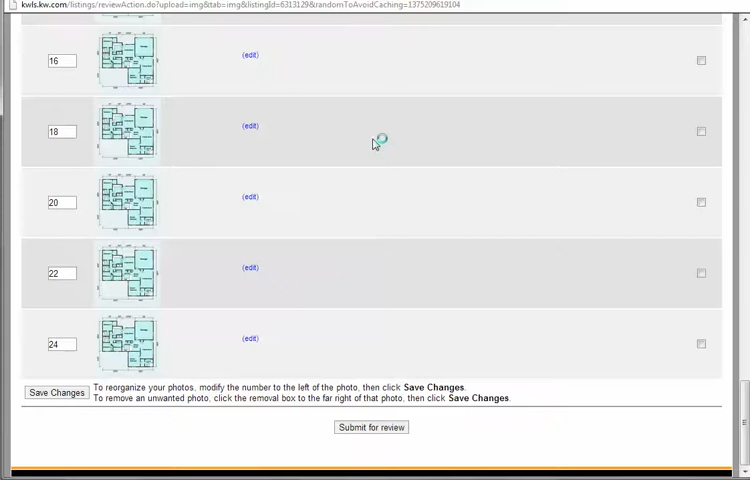 kwls.kw.com/listings/reviewAction.do?upload=img&tab=img&listingId=6313129&randomToAvoidCaching=1375209619104
16 (edit)
18 (edit)
20 (edit)
22 (edit)
24 (edit)
Save Changes
To reorganize your photos, modify the number to the left of the photo, then click Save Changes.
To remove an unwanted photo, click the removal box to the far right of that photo, then click Save Changes.
Submit for review